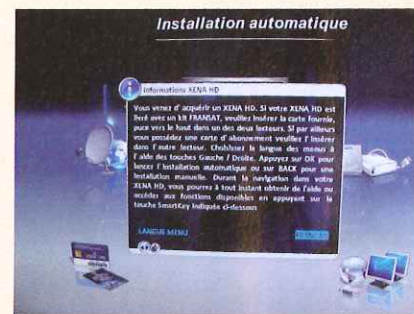 Installation automatique
Informations XENA HD
Vous venez d'acquérir un XENA HD. Si votre XENA HD est
livré avec un kit FRANSAT, veuillez insérer la carte fournie,
puce vers le haut dans un des deux lecteurs. Si par ailleurs
vous possédez une carte d'abonnement veuillez l'insérer
dans l'autre lecteur. Choisissez la langue des menus à
l'aide des touches Gauche / Droite. Appuyez sur OK pour
lancer l'installation automatique ou sur BACK pour une
installation manuelle. Durant la navigation dans votre
XENA HD, vous pourrez à tout instant obtenir de l'aide ou
accéder aux fonctions disponibles en appuyant sur la
touche SmartKey indiquée ci-dessous
LANGUE MENU